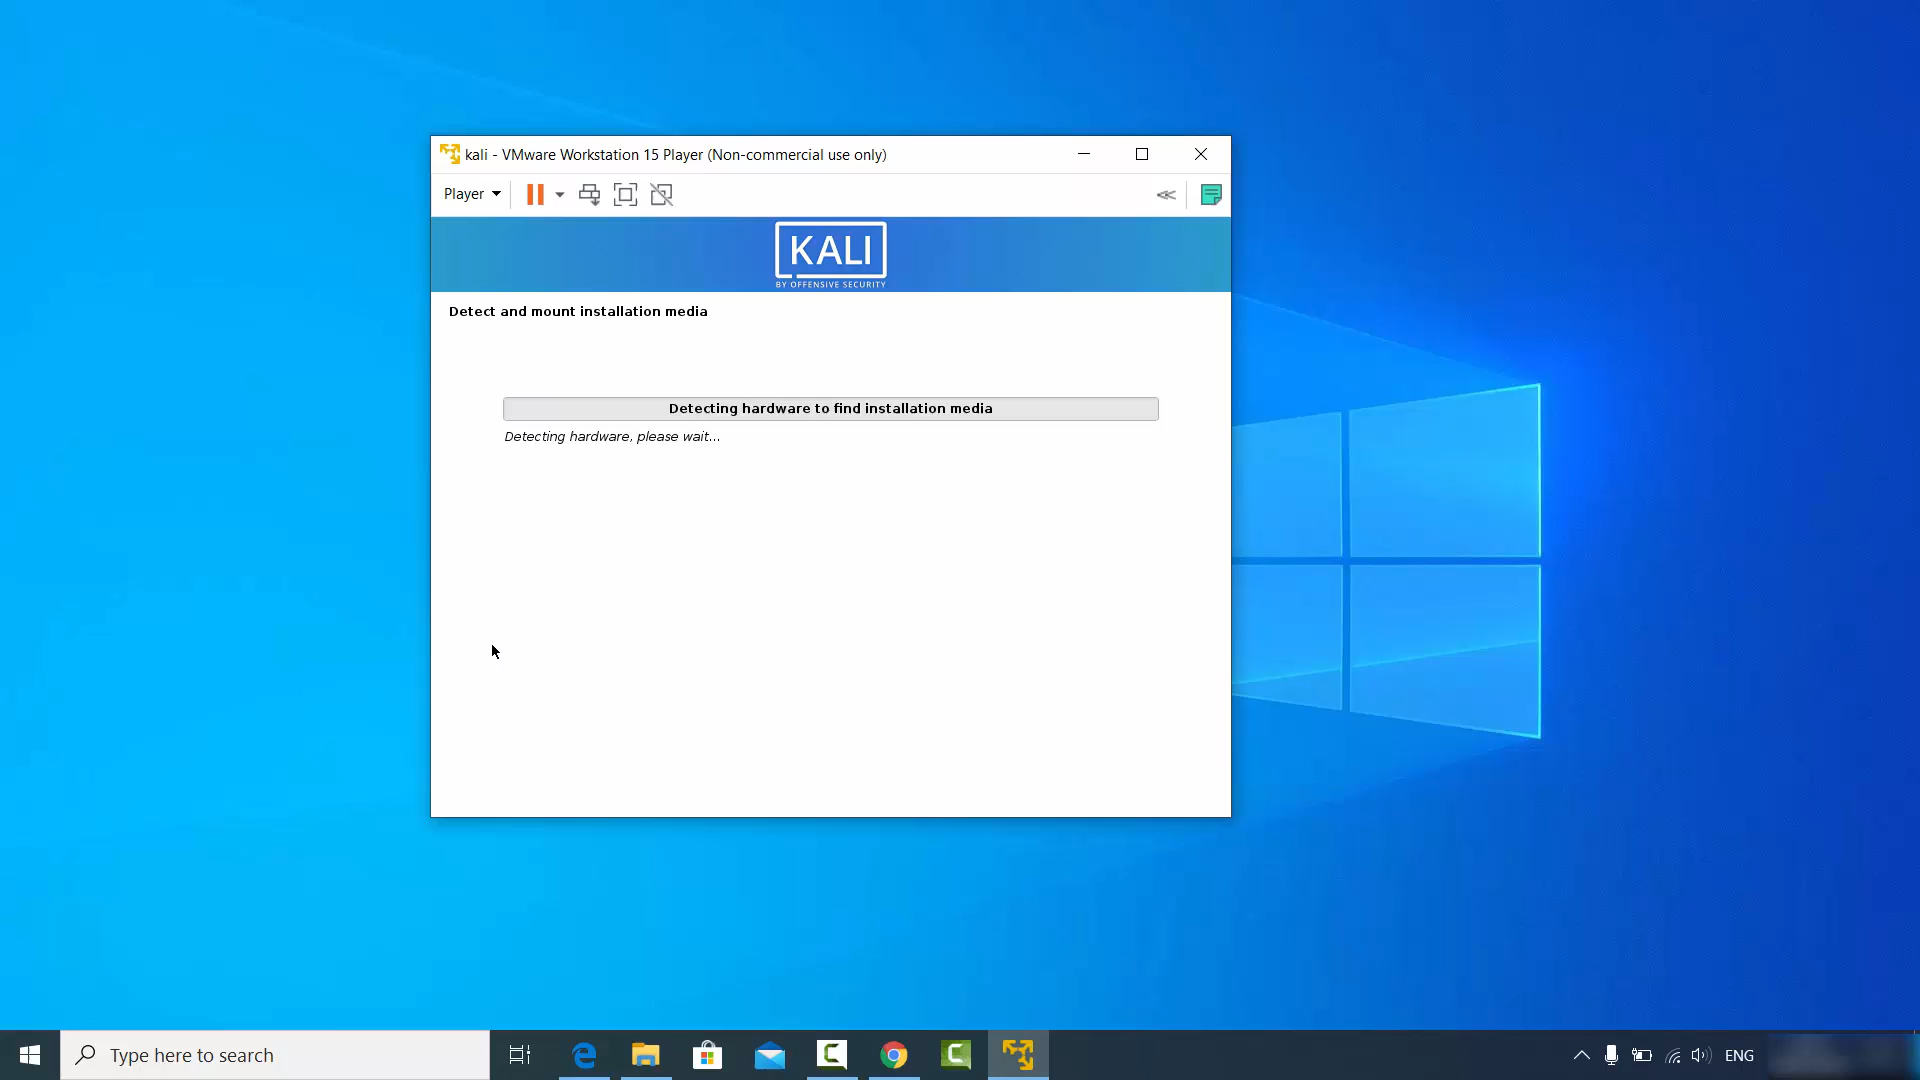 kali - VMware Workstation 15 Player (Non-commercial use only)
Player
KALI
BY OFFENSIVE SECURITY
Detect and mount installation media
Detecting hardware to find installation media
Detecting hardware, please wait...
Type here to search
ENG